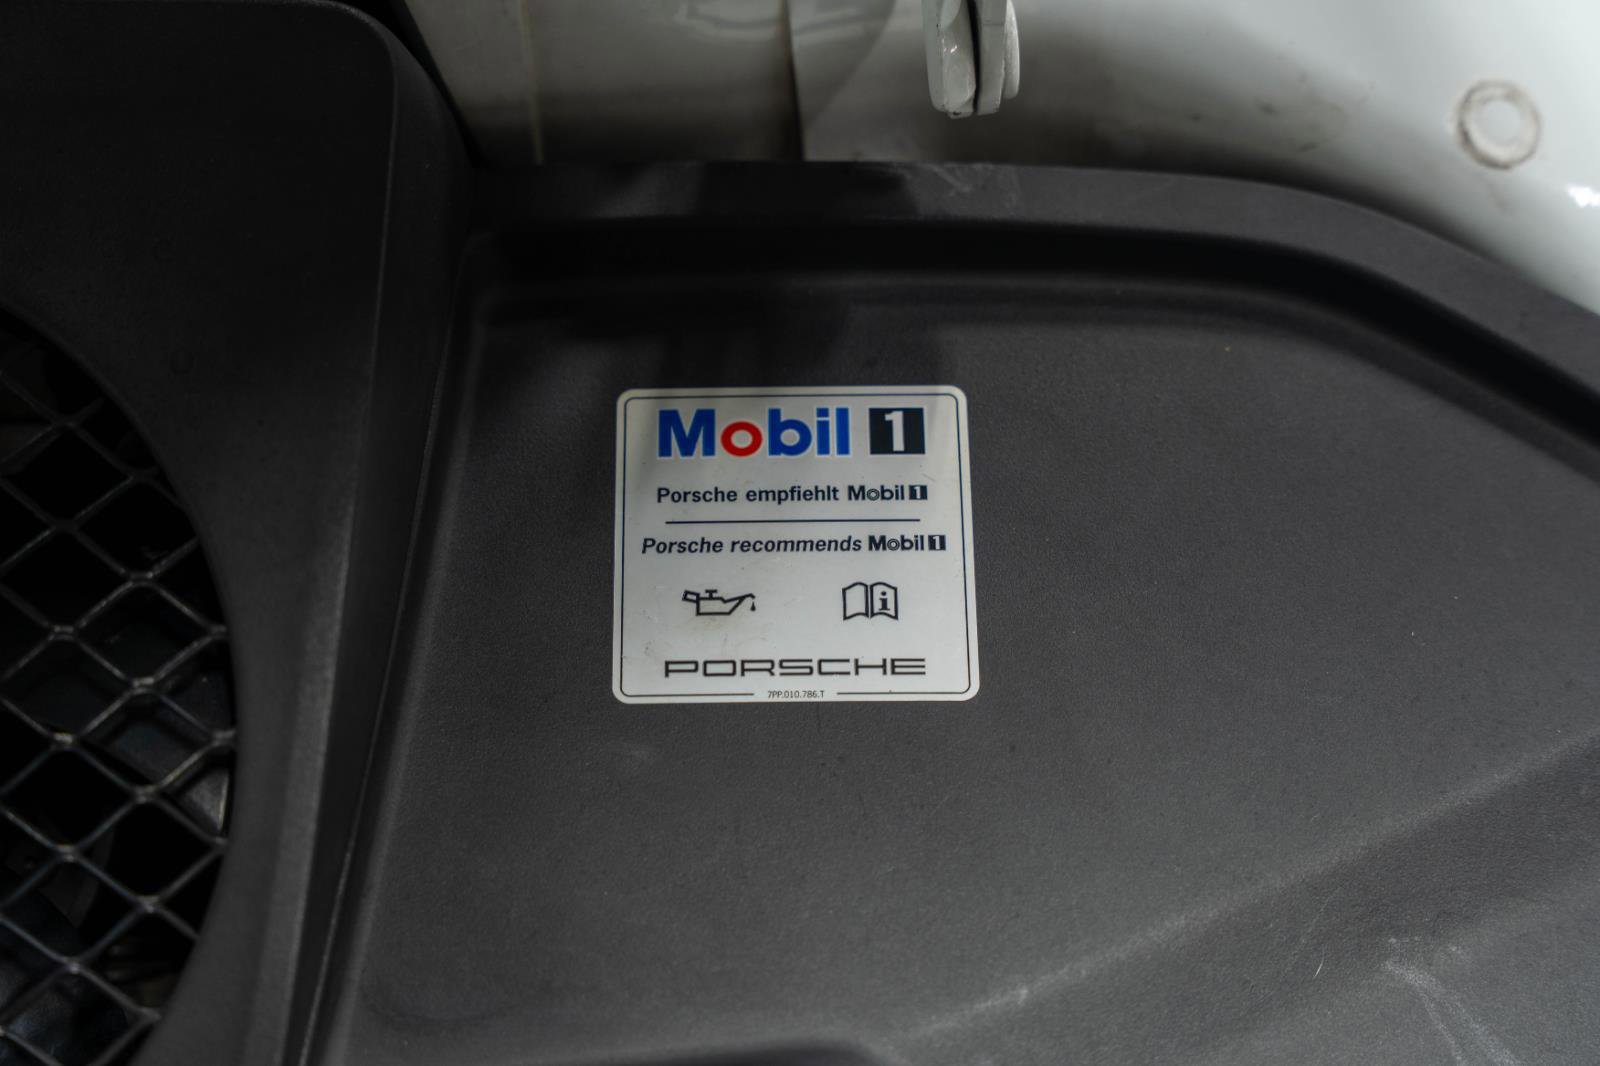 Mobil 1
Porsche empfiehlt Mobil 1
Porsche recommends Mobil 1
i
PORSCHE
7PP.010.786.T